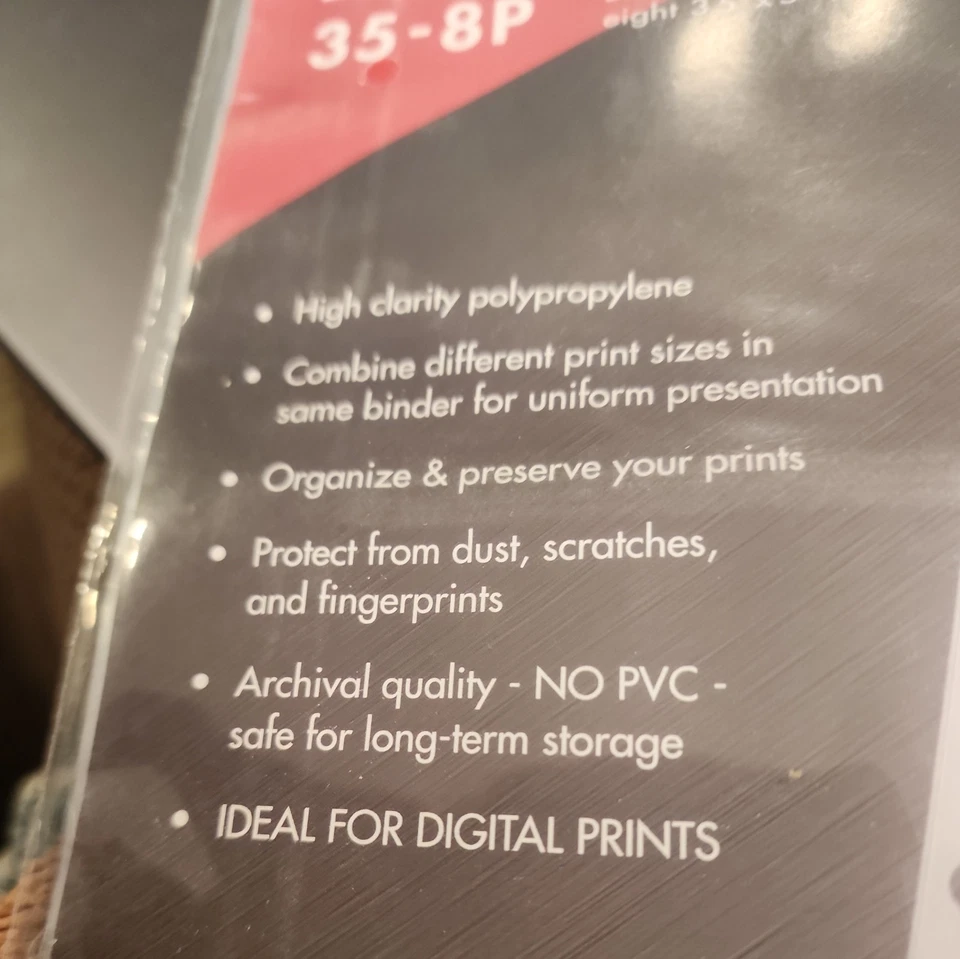 35-8P
eight
• High clarity polypropylene
• Combine different print sizes in
same binder for uniform presentation
• Organize & preserve your prints
• Protect from dust, scratches,
and fingerprints
• Archival quality - NO PVC -
safe for long-term storage
• IDEAL FOR DIGITAL PRINTS